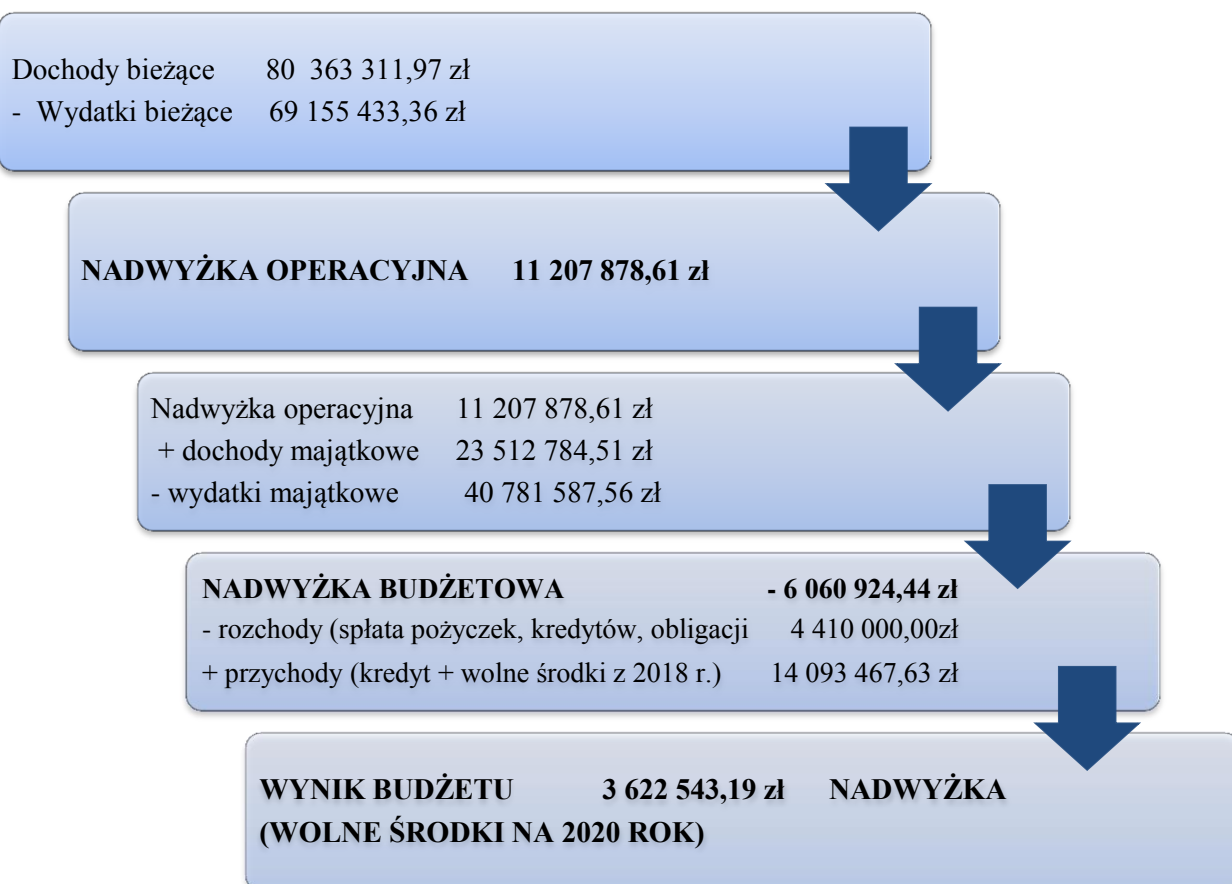 Dochody bieżące 80 363 311,97 zł
- Wydatki bieżące 69 155 433,36 zł
NADWYŻKA OPERACYJNA 11 207 878,61 zł
Nadwyżka operacyjna 11 207 878,61 zł
+ dochody majątkowe 23 512 784,51 zł
- wydatki majątkowe 40 781 587,56 zł
NADWYŻKA BUDŻETOWA - 6 060 924,44 zł
- rozchody (spłata pożyczek, kredytów, obligacji 4 410 000,00zł
+ przychody (kredyt + wolne środki z 2018 r.) 14 093 467,63 zł
WYNIK BUDŻETU 3 622 543,19 zł NADWYŻKA
(WOLNE ŚRODKI NA 2020 ROK)